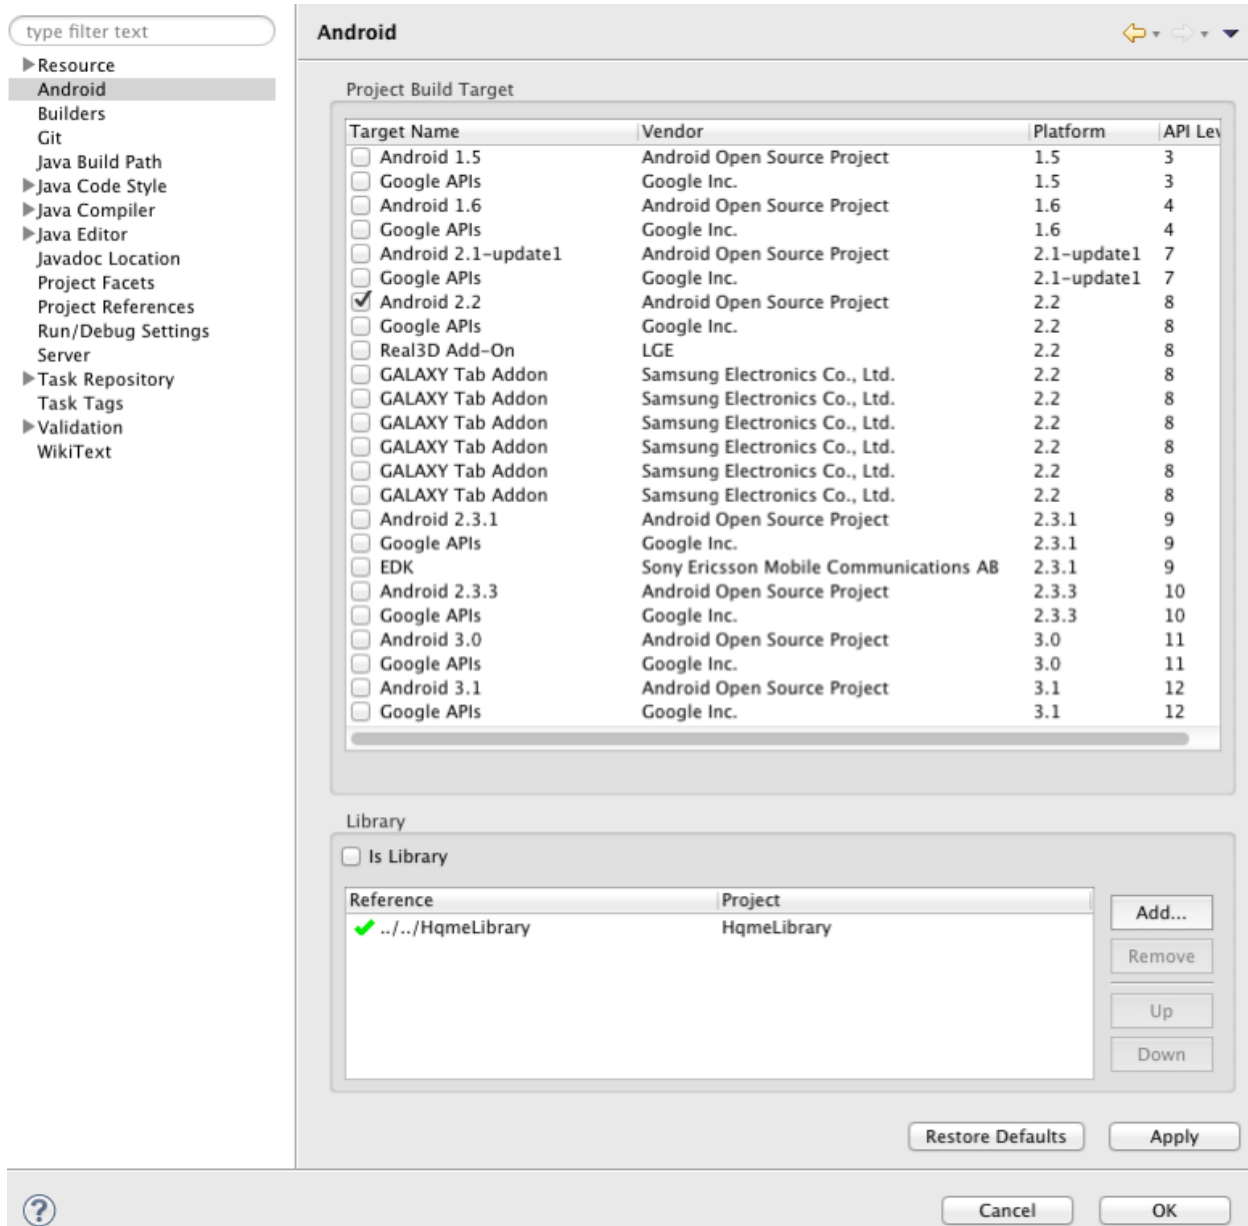 type filter text
Resource
Android
Builders
Git
Java Build Path
Java Code Style
Java Compiler
Java Editor
Javadoc Location
Project Facets
Project References
Run/Debug Settings
Server
Task Repository
Task Tags
Validation
WikiText
Android
Project Build Target
Target Name Vendor Platform API Lev
Android 1.5 Android Open Source Project 1.5 3
Google APIs Google Inc. 1.5 3
Android 1.6 Android Open Source Project 1.6 4
Google APIs Google Inc. 1.6 4
Android 2.1-update1 Android Open Source Project 2.1-update1 7
Google APIs Google Inc. 2.1-update1 7
Android 2.2 Android Open Source Project 2.2 8
Google APIs Google Inc. 2.2 8
Real3D Add-On LGE 2.2 8
GALAXY Tab Addon Samsung Electronics Co., Ltd. 2.2 8
GALAXY Tab Addon Samsung Electronics Co., Ltd. 2.2 8
GALAXY Tab Addon Samsung Electronics Co., Ltd. 2.2 8
GALAXY Tab Addon Samsung Electronics Co., Ltd. 2.2 8
GALAXY Tab Addon Samsung Electronics Co., Ltd. 2.2 8
GALAXY Tab Addon Samsung Electronics Co., Ltd. 2.2 8
Android 2.3.1 Android Open Source Project 2.3.1 9
Google APIs Google Inc. 2.3.1 9
EDK Sony Ericsson Mobile Communications AB 2.3.1 9
Android 2.3.3 Android Open Source Project 2.3.3 10
Google APIs Google Inc. 2.3.3 10
Android 3.0 Android Open Source Project 3.0 11
Google APIs Google Inc. 3.0 11
Android 3.1 Android Open Source Project 3.1 12
Google APIs Google Inc. 3.1 12
Library
Is Library
Reference Project
../../HqmeLibrary HqmeLibrary
Add...
Remove
Up
Down
Restore Defaults Apply
? Cancel OK